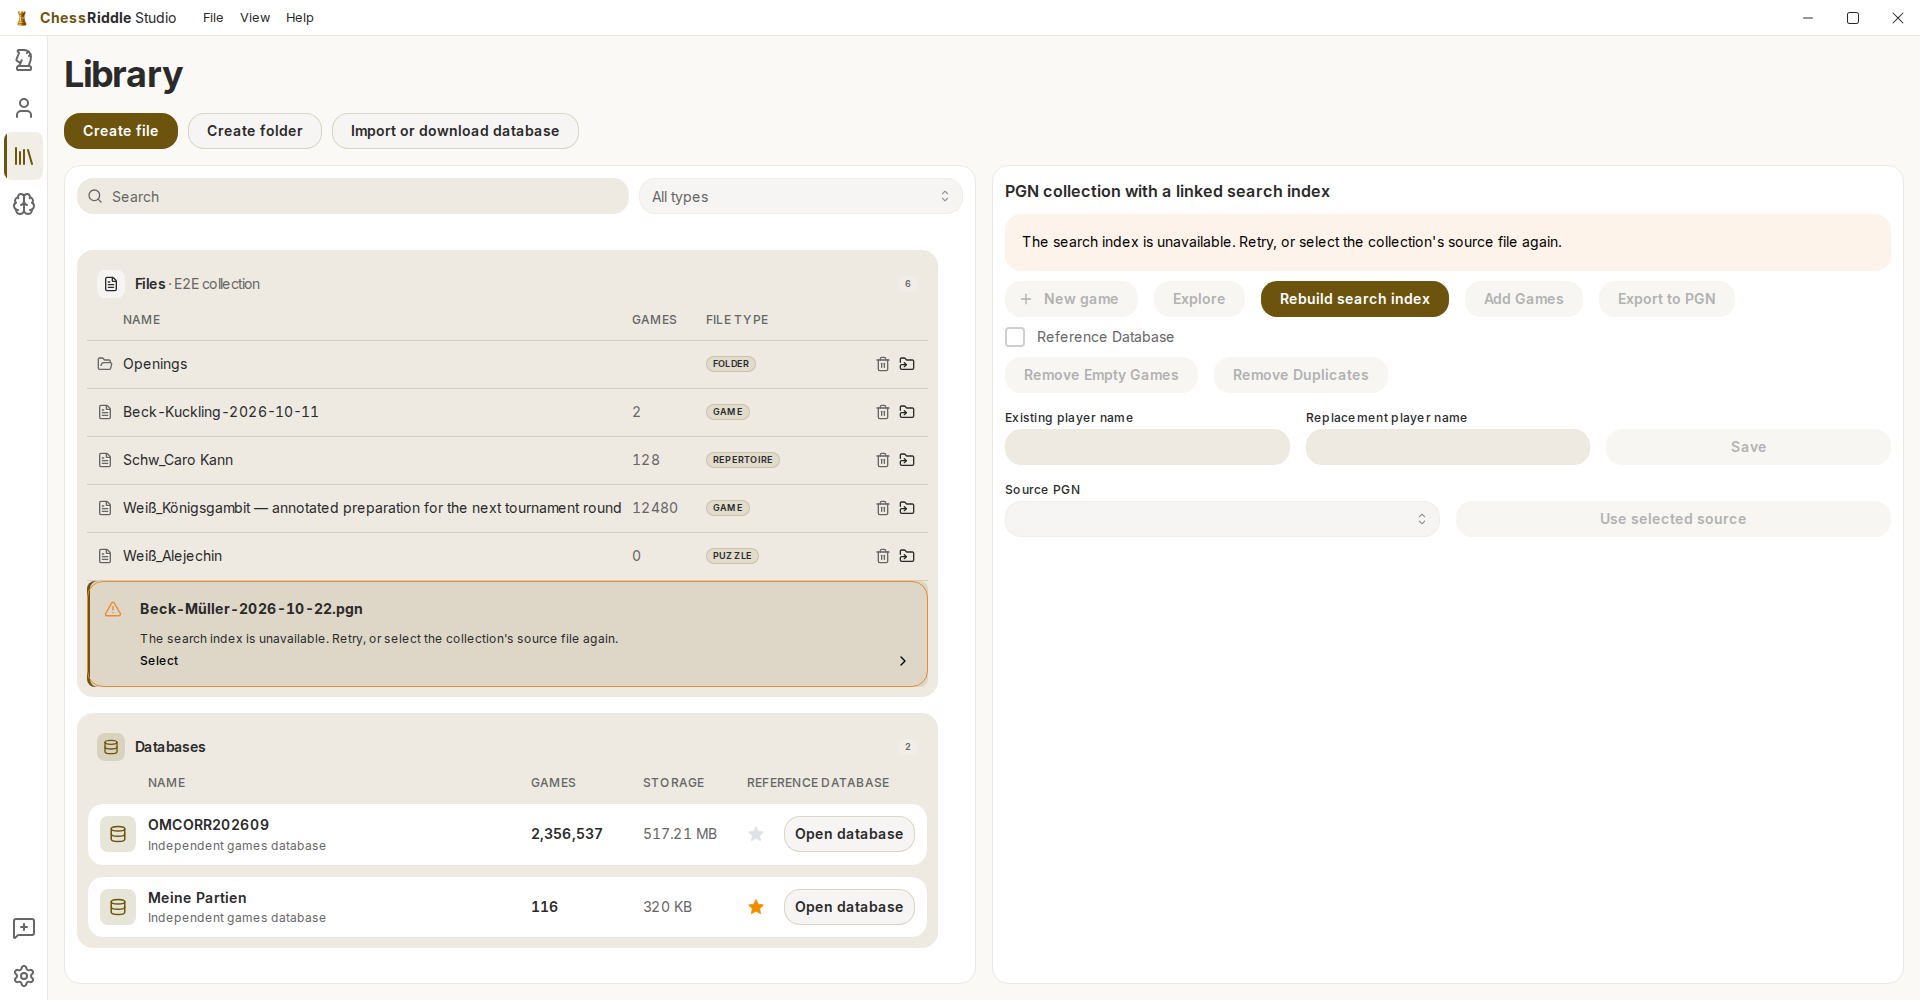 ChessRiddle Studio File View Help
Library
Create file Create folder Import or download database
Search All types
Files · E2E collection 6
NAME GAMES FILE TYPE
Openings FOLDER
Beck-Kuckling-2026-10-11 2 GAME
Schw_Caro Kann 128 REPERTOIRE
Weiß_Königsgambit — annotated preparation for the next tournament round 12480 GAME
Weiß_Alejechin 0 PUZZLE
Beck-Müller-2026-10-22.pgn
The search index is unavailable. Retry, or select the collection's source file again.
Select
Databases 2
NAME GAMES STORAGE REFERENCE DATABASE
OMCORR202609
Independent games database
2,356,537 517.21 MB Open database
Meine Partien
Independent games database
116 320 KB Open database
PGN collection with a linked search index
The search index is unavailable. Retry, or select the collection's source file again.
New game Explore Rebuild search index Add Games Export to PGN
Reference Database
Remove Empty Games Remove Duplicates
Existing player name Replacement player name
Save
Source PGN
Use selected source